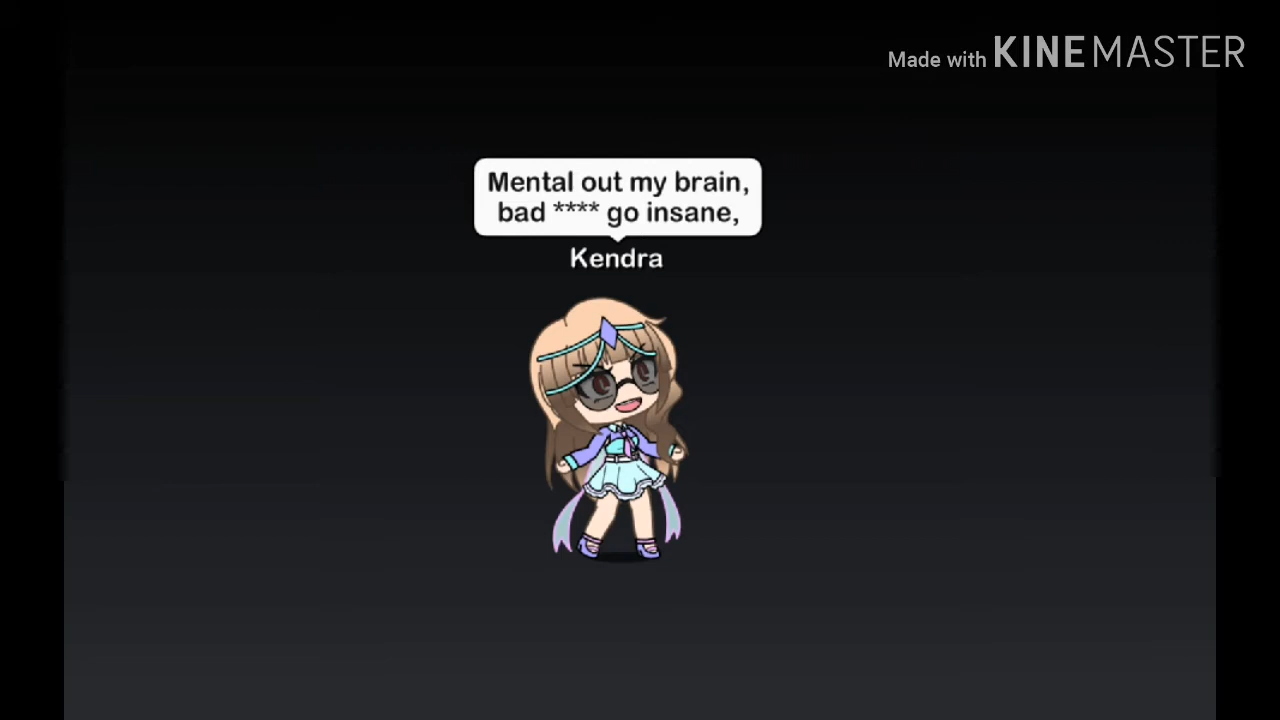 Made with KINEMASTER
Mental out my brain,
bad **** go insane,
Kendra